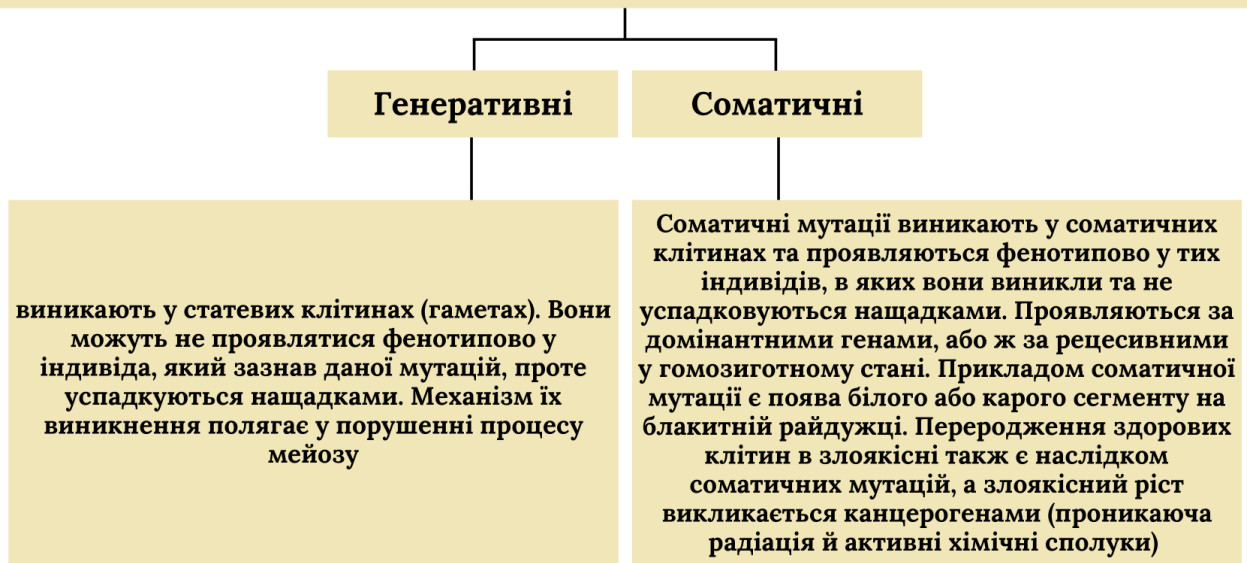 Генеративні
Соматичні
виникають у статевих клітинах (гаметах). Вони
можуть не проявлятися фенотипово у
індивіда, який зазнав даної мутацій, проте
успадкуються нащадками. Механізм їх
виникнення полягає у порушенні процесу
мейозу
Соматичні мутації виникають у соматичних
клітинах та проявляються фенотипово у тих
індивідів, в яких вони виникли та не
успадковуються нащадками. Проявляються за
домінантними генами, або ж за рецесивними
у гомозиготному стані. Прикладом соматичної
мутації є поява білого або карого сегменту на
блакитній райдужці. Переродження здорових
клітин в злоякісні такж є наслідком
соматичних мутацій, а злоякісний ріст
викликається канцерогенами (проникаюча
радіація й активні хімічні сполуки)